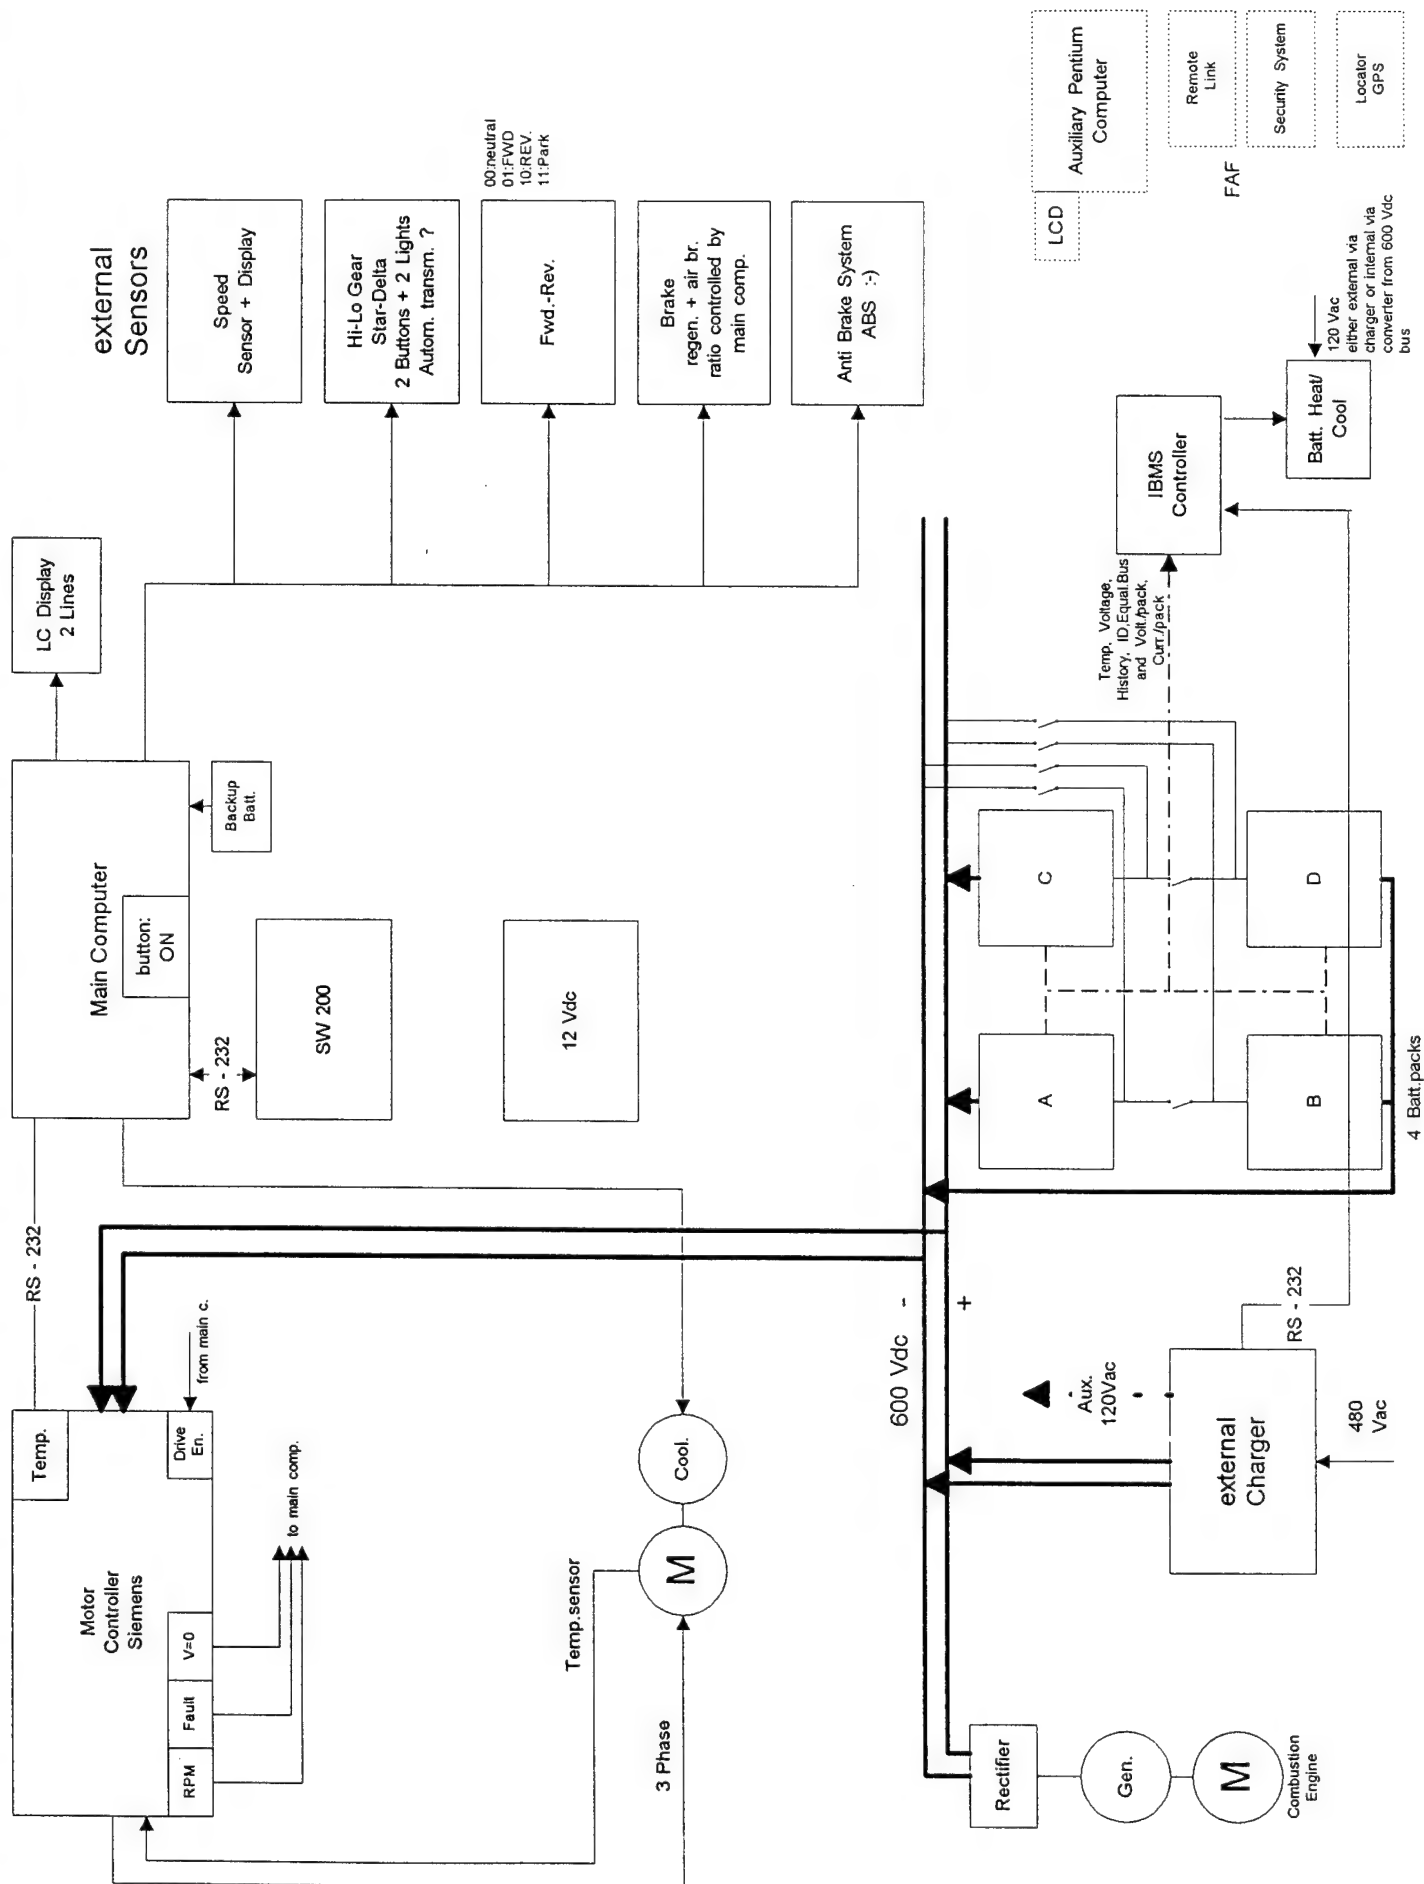 Motor
Controller
Siemens
Temp.
RPM
Fault
V=0
Drive
En.
from main c.
to main comp.
RS - 232
Main Computer
button:
ON
LC Display
2 Lines
Backup
Batt.
RS - 232
SW 200
12 Vdc
external
Sensors
Speed
Sensor + Display
Hi-Lo Gear
Star-Delta
2 Buttons + 2 Lights
Autom. transm. ?
Fwd.-Rev.
00:neutral
01:FWD
10:REV.
11:Park
Brake
regen. + air br.
ratio controlled by
main comp.
Anti Brake System
ABS :-)
Temp.sensor
3 Phase
M
Cool.
600 Vdc
-
+
Rectifier
Gen.
M
Combustion
Engine
Aux.
120Vac
external
Charger
480
Vac
RS - 232
A
C
B
D
4 Batt.packs
Temp, Voltage,
History, ID,Equal.Bus
and Volt./pack,
Curr./pack
IBMS
Controller
Batt. Heat/
Cool
120 Vac
either external via
charger or internal via
converter from 600 Vdc
bus
LCD
Auxiliary Pentium
Computer
FAF
Remote
Link
Security System
Locator
GPS